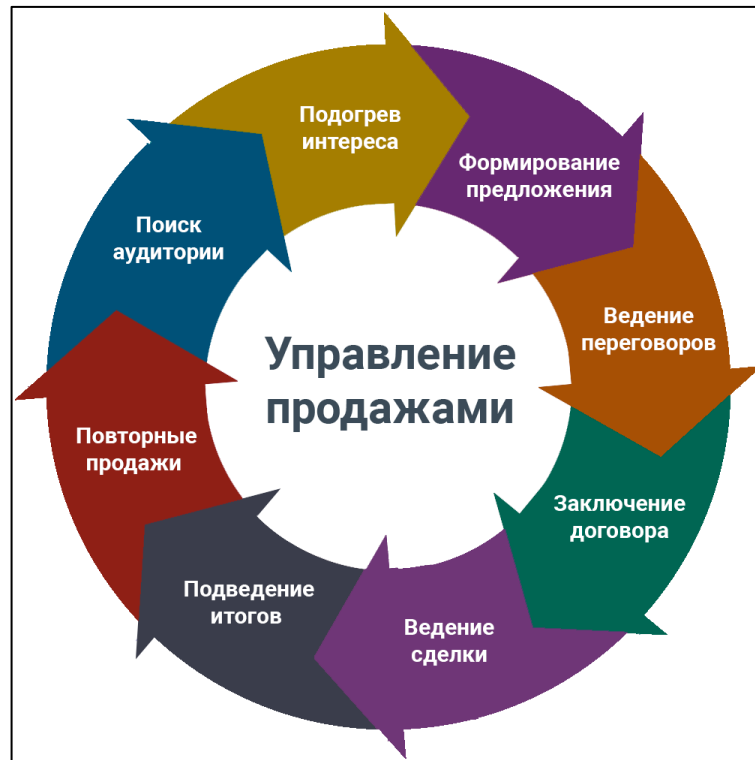 Подогрев
интереса
Формирование
предложения
Ведение
переговоров
Заключение
договора
Ведение
сделки
Подведение
итогов
Повторные
продажи
Поиск
аудитории
Управление
продажами